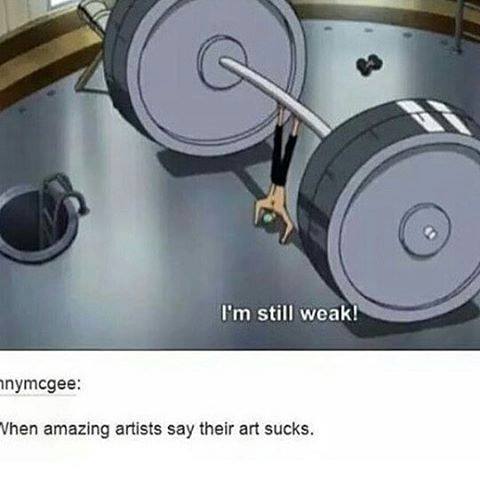 I'm still weak!
nnymcgee:
When amazing artists say their art sucks.